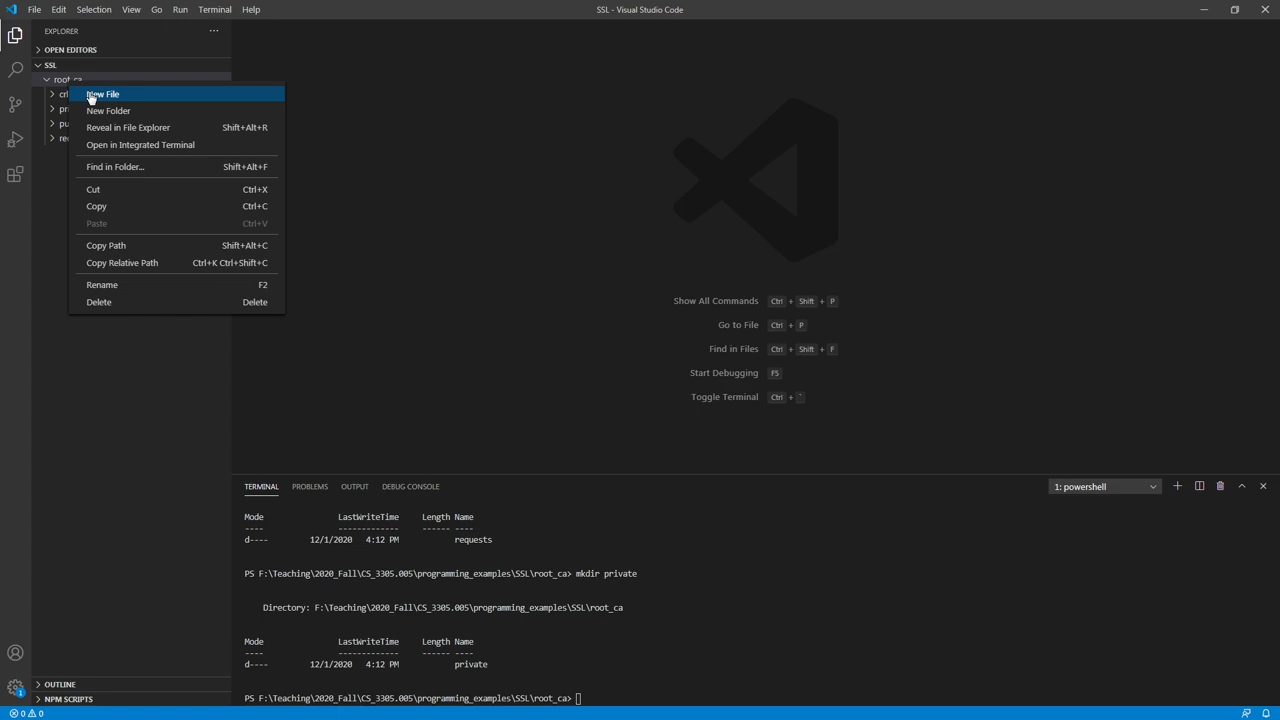 File Edit Selection View Go Run Terminal Help
SSL - Visual Studio Code
EXPLORER
OPEN EDITORS
SSL
New File
New Folder
Reveal in File Explorer Shift+Alt+R
Open in Integrated Terminal
Find in Folder... Shift+Alt+F
Cut Ctrl+X
Copy Ctrl+C
Paste Ctrl+V
Copy Path Shift+Alt+C
Copy Relative Path Ctrl+K Ctrl+Shift+C
Rename F2
Delete Delete
Show All Commands Ctrl + Shift + P
Go to File Ctrl + P
Find in Files Ctrl + Shift + F
Start Debugging F5
Toggle Terminal Ctrl + `
TERMINAL PROBLEMS OUTPUT DEBUG CONSOLE
1: powershell
Mode LastWriteTime Length Name
---- ------------- ------ ----
d---- 12/1/2020 4:12 PM requests
PS F:\Teaching\2020_Fall\CS_3305.005\programming_examples\SSL\root_ca> mkdir private
Directory: F:\Teaching\2020_Fall\CS_3305.005\programming_examples\SSL\root_ca
Mode LastWriteTime Length Name
---- ------------- ------ ----
d---- 12/1/2020 4:12 PM private
PS F:\Teaching\2020_Fall\CS_3305.005\programming_examples\SSL\root_ca>
OUTLINE
NPM SCRIPTS
1
0 0